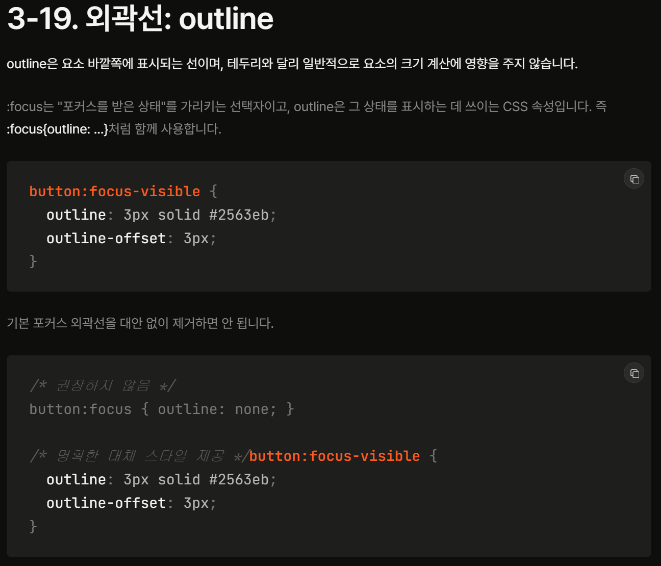 3-19. 외곽선: outline
outline은 요소 바깥쪽에 표시되는 선이며, 테두리와 달리 일반적으로 요소의 크기 계산에 영향을 주지 않습니다.
:focus는 "포커스를 받은 상태"를 가리키는 선택자이고, outline은 그 상태를 표시하는 데 쓰이는 CSS 속성입니다. 즉
:focus{outline: ...}처럼 함께 사용합니다.
button:focus-visible {
  outline: 3px solid #2563eb;
  outline-offset: 3px;
}
기본 포커스 외곽선을 대안 없이 제거하면 안 됩니다.
/* 권장하지 않음 */
button:focus { outline: none; }
/* 명확한 대체 스타일 제공 */button:focus-visible {
  outline: 3px solid #2563eb;
  outline-offset: 3px;
}